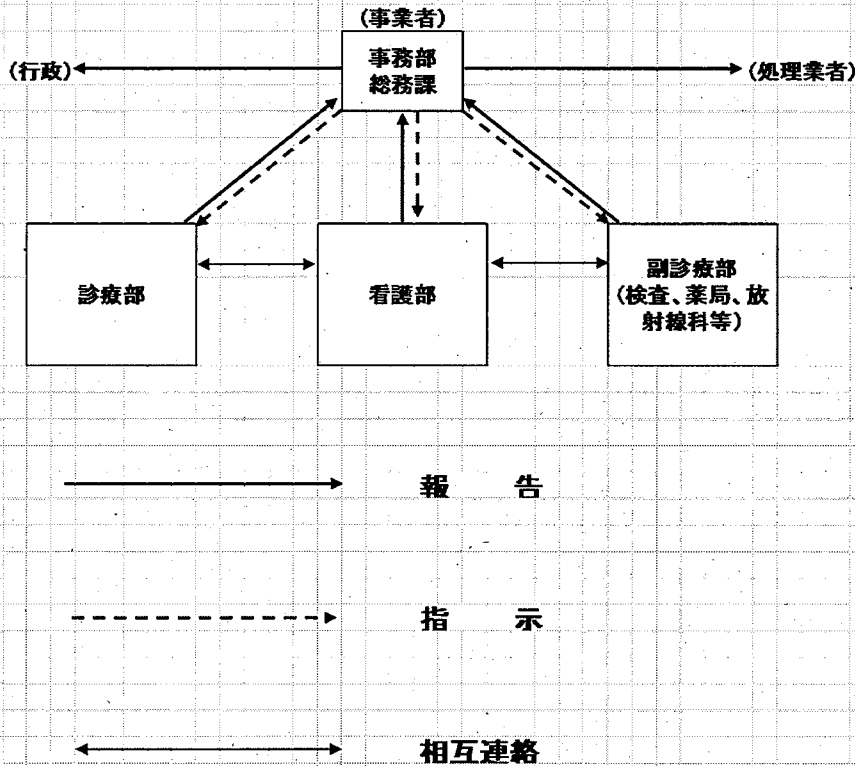 (事業者)
事務部
総務課
(行政)
(処理業者)
診療部
看護部
副診療部
(検査、薬局、放
射線科等)
報　告
指　示
相互連絡